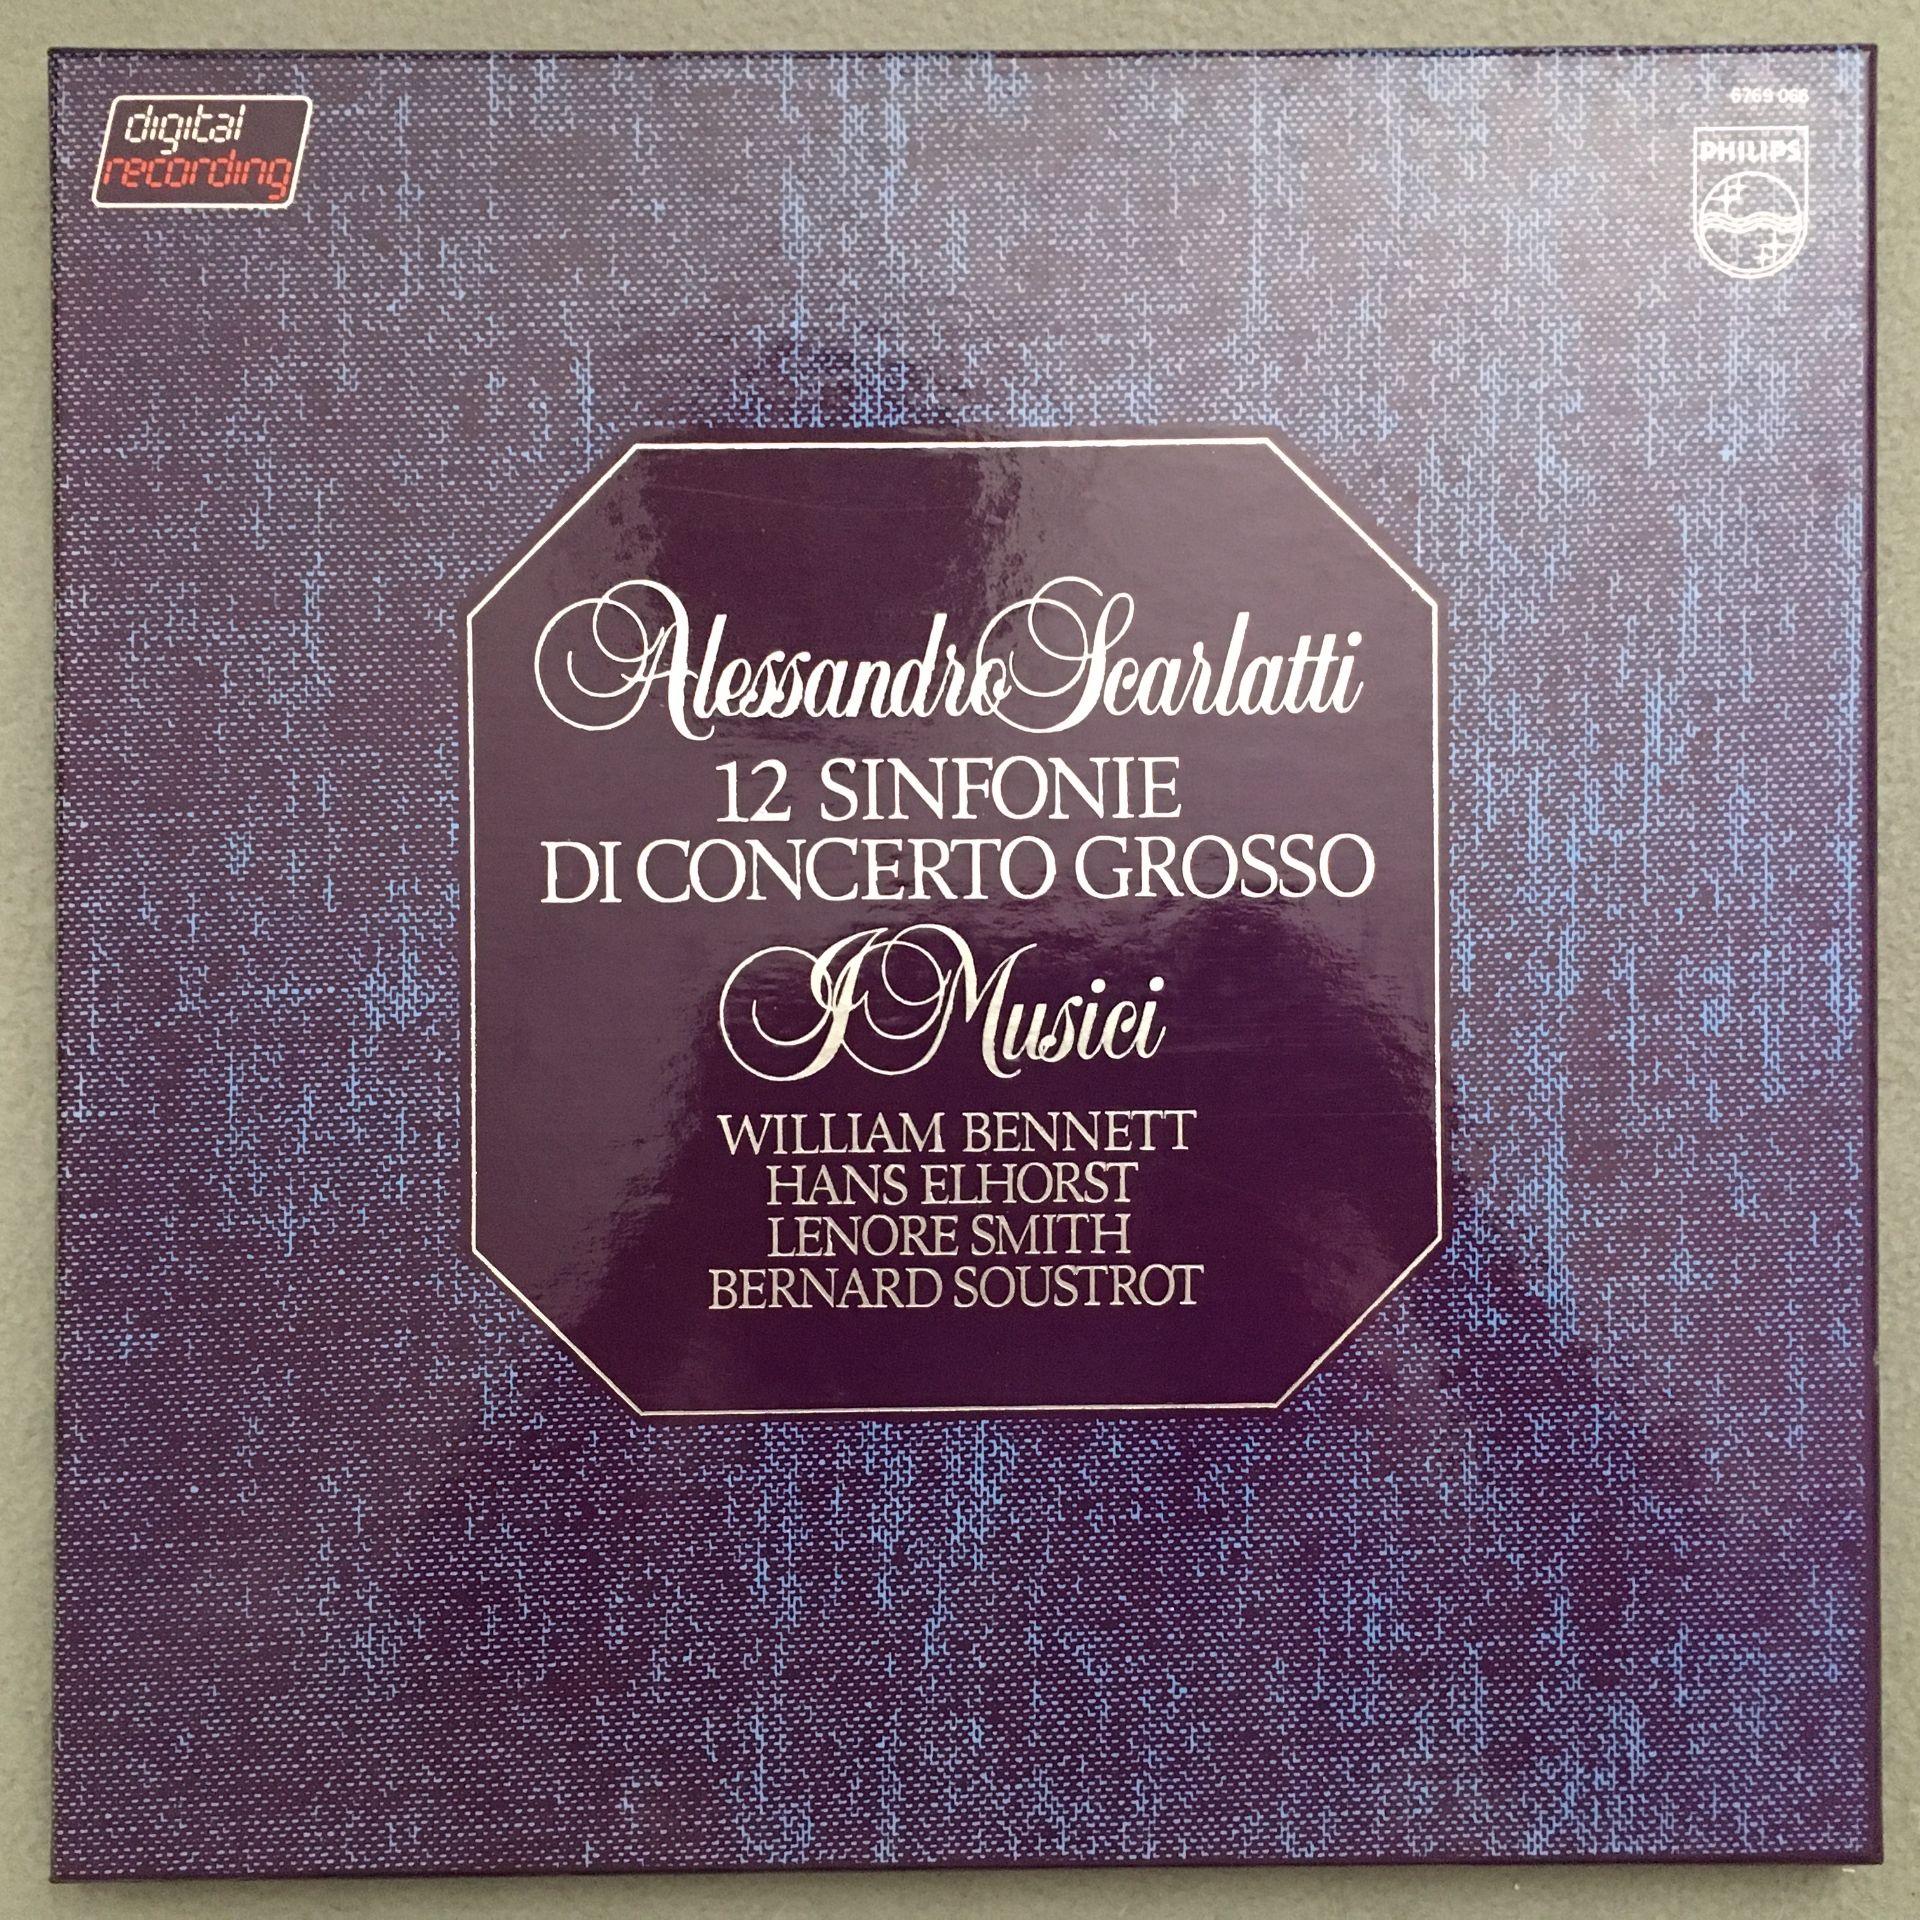 digital
recording
6769 066
PHILIPS
Alessandro Scarlatti
12 SINFONIE
DI CONCERTO GROSSO
I Musici
WILLIAM BENNETT
HANS ELHORST
LENORE SMITH
BERNARD SOUSTROT